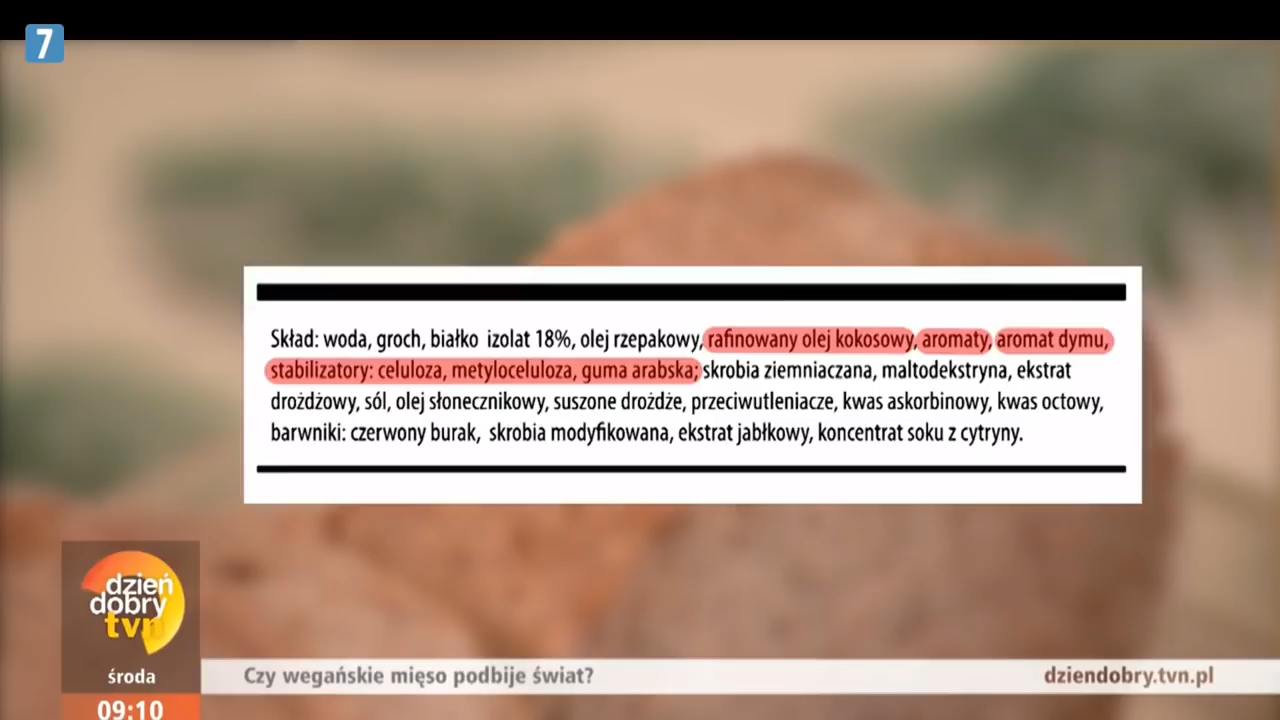 7
Skład: woda, groch, białko izolat 18%, olej rzepakowy, rafinowany olej kokosowy, aromaty, aromat dymu,
stabilizatory: celuloza, metyloceluloza, guma arabska; skrobia ziemniaczana, maltodekstryna, ekstrat
drożdżowy, sól, olej słonecznikowy, suszone drożdże, przeciwutleniacze, kwas askorbinowy, kwas octowy,
barwniki: czerwony burak, skrobia modyfikowana, ekstrat jabłkowy, koncentrat soku z cytryny.
dzień
dobry
tvn
środa
09:10
Czy wegańskie mięso podbije świat?
dziendobry.tvn.pl